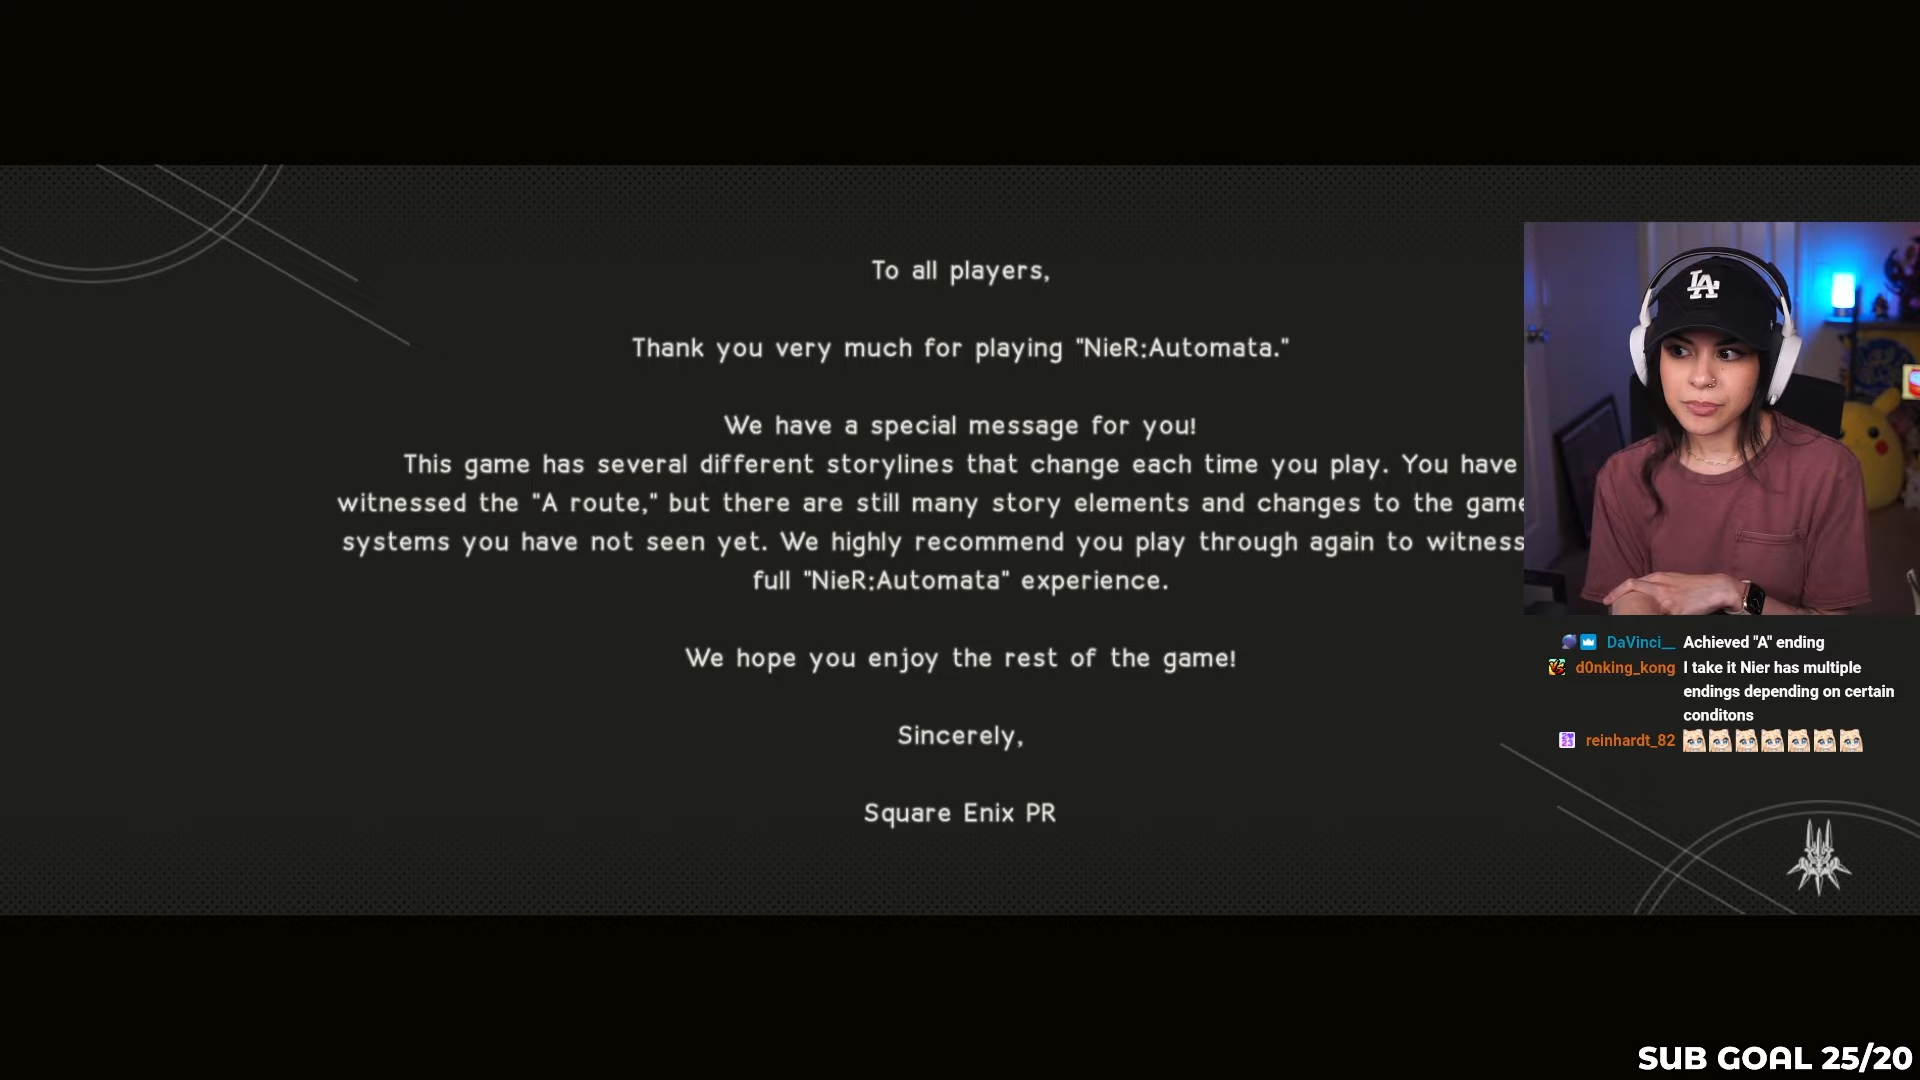 To all players,
Thank you very much for playing "NieR:Automata."
We have a special message for you!
This game has several different storylines that change each time you play. You have
witnessed the "A route," but there are still many story elements and changes to the game
systems you have not seen yet. We highly recommend you play through again to witness
full "NieR:Automata" experience.
We hope you enjoy the rest of the game!
Sincerely,
Square Enix PR
LA
DaVinci__ Achieved "A" ending
d0nking_kong I take it Nier has multiple
endings depending on certain
conditons
reinhardt_82
SUB GOAL 25/20